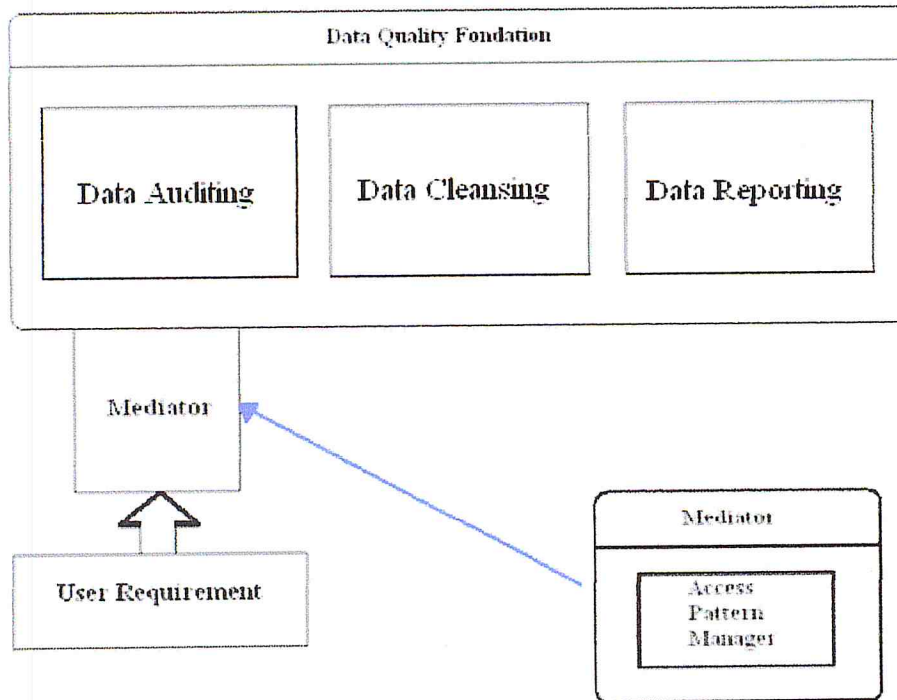 Data Quality Fondation
Data Auditing
Data Cleansing
Data Reporting
Mediator
User Requirement
Mediator
Access
Pattern
Manager